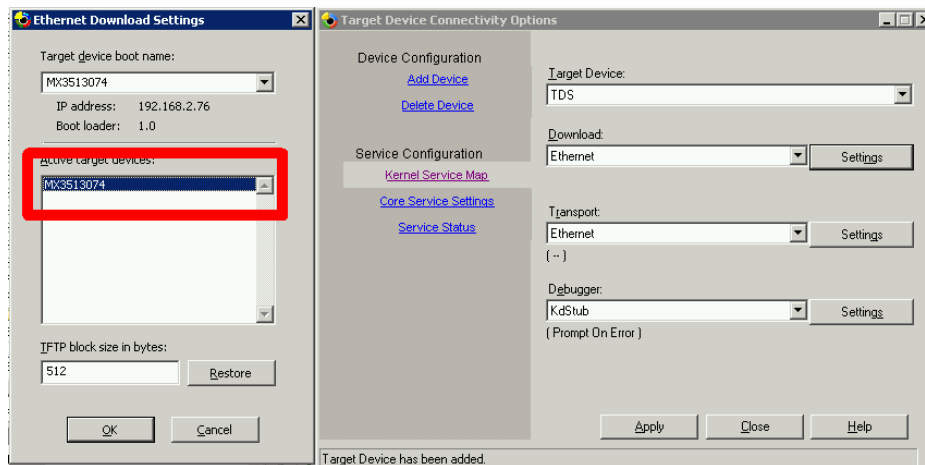 Ethernet Download Settings
Target device boot name:
MX3513074
IP address: 192.168.2.76
Boot loader: 1.0
Active target devices:
MX3513074
TFTP block size in bytes:
512
Restore
OK
Cancel
Target Device Connectivity Options
Device Configuration
Add Device
Delete Device
Service Configuration
Kernel Service Map
Core Service Settings
Service Status
Target Device:
TDS
Download:
Ethernet
Settings
Transport:
Ethernet
Settings
( -- )
Debugger:
KdStub
Settings
( Prompt On Error )
Apply
Close
Help
Target Device has been added.